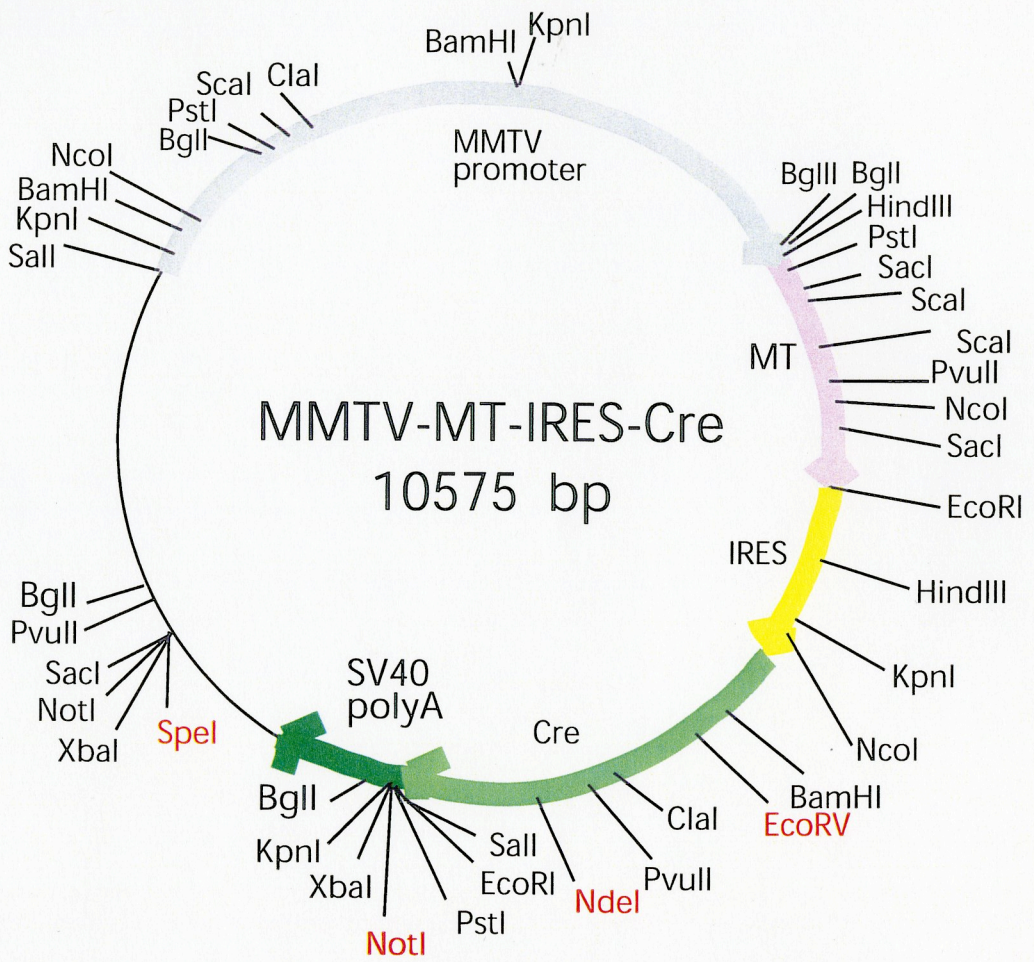 BamHI
KpnI
ScaI
ClaI
PstI
BglI
MMTV
promoter
NcoI
BamHI
KpnI
SalI
BglII
BglI
HindIII
PstI
SacI
ScaI
MT
ScaI
PvuII
NcoI
SacI
MMTV-MT-IRES-Cre
10575 bp
EcoRI
IRES
HindIII
BglI
PvuII
SacI
NotI
XbaI
SpeI
SV40
polyA
Cre
KpnI
NcoI
BamHI
EcoRV
ClaI
PvuII
NdeI
BglI
KpnI
XbaI
NotI
SalI
EcoRI
PstI